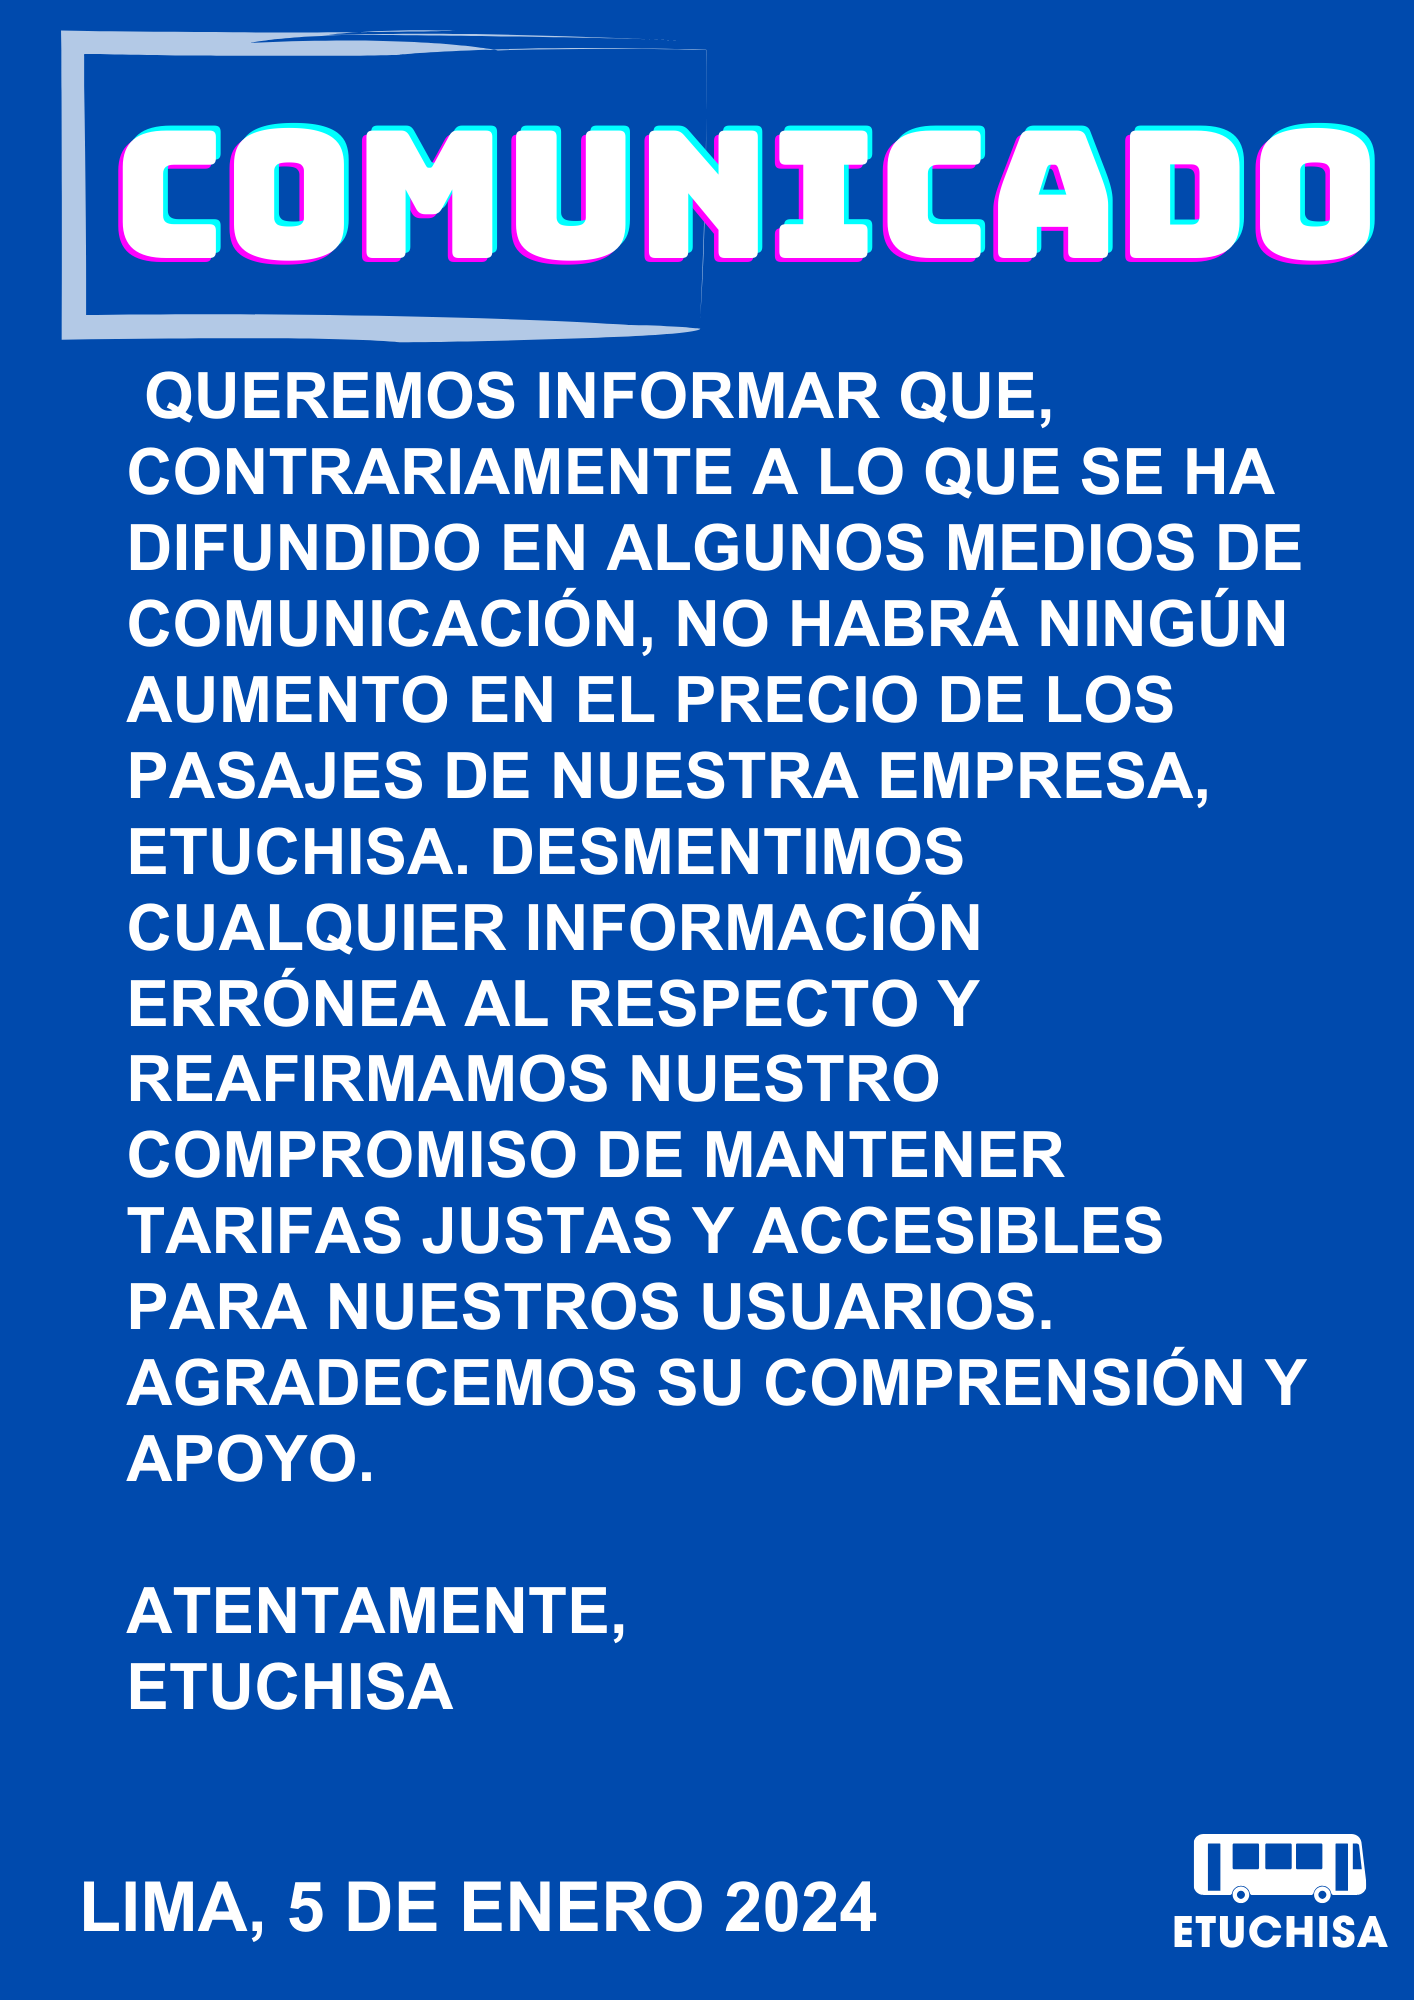 COMUNICADO
QUEREMOS INFORMAR QUE,
CONTRARIAMENTE A LO QUE SE HA
DIFUNDIDO EN ALGUNOS MEDIOS DE
COMUNICACIÓN, NO HABRÁ NINGÚN
AUMENTO EN EL PRECIO DE LOS
PASAJES DE NUESTRA EMPRESA,
ETUCHISA. DESMENTIMOS
CUALQUIER INFORMACIÓN
ERRÓNEA AL RESPECTO Y
REAFIRMAMOS NUESTRO
COMPROMISO DE MANTENER
TARIFAS JUSTAS Y ACCESIBLES
PARA NUESTROS USUARIOS.
AGRADECEMOS SU COMPRENSIÓN Y
APOYO.
ATENTAMENTE,
ETUCHISA
LIMA, 5 DE ENERO 2024
ETUCHISA